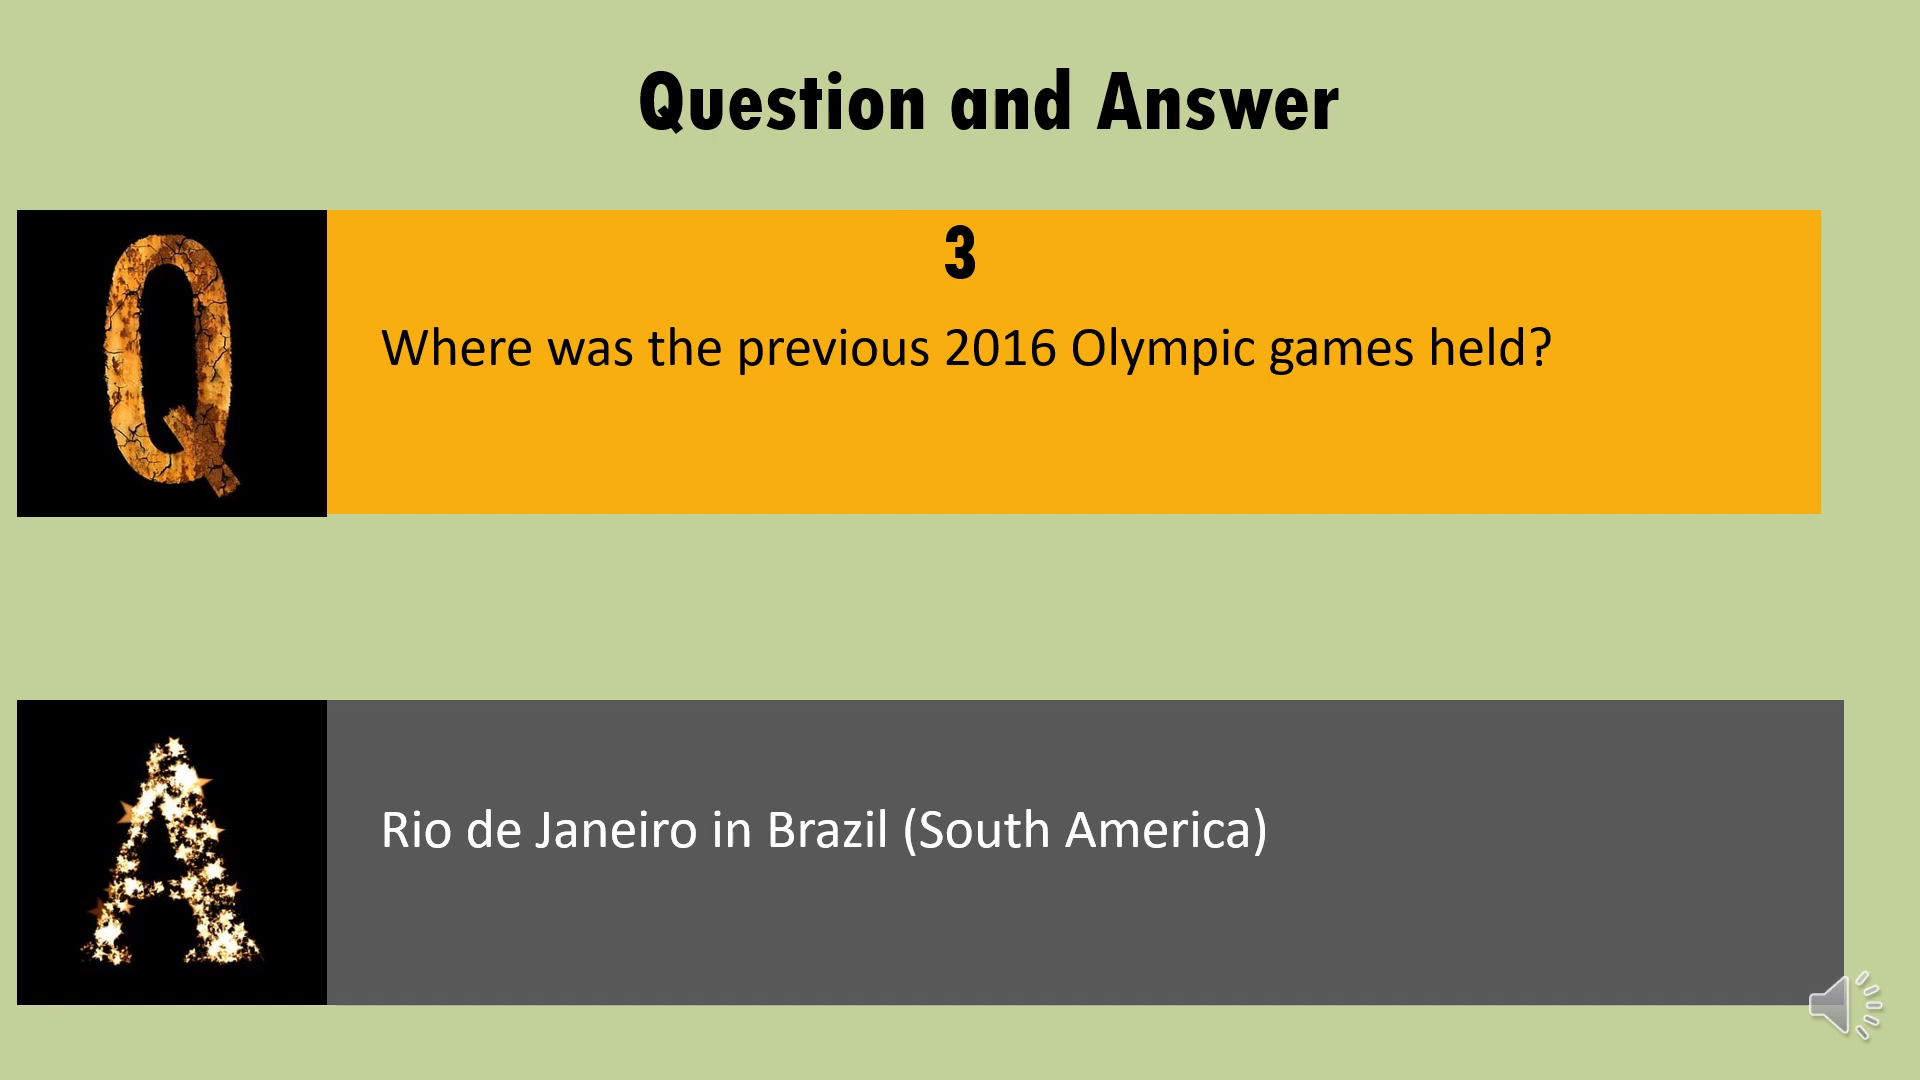 Question and Answer
Q
3
Where was the previous 2016 Olympic games held?
A
Rio de Janeiro in Brazil (South America)